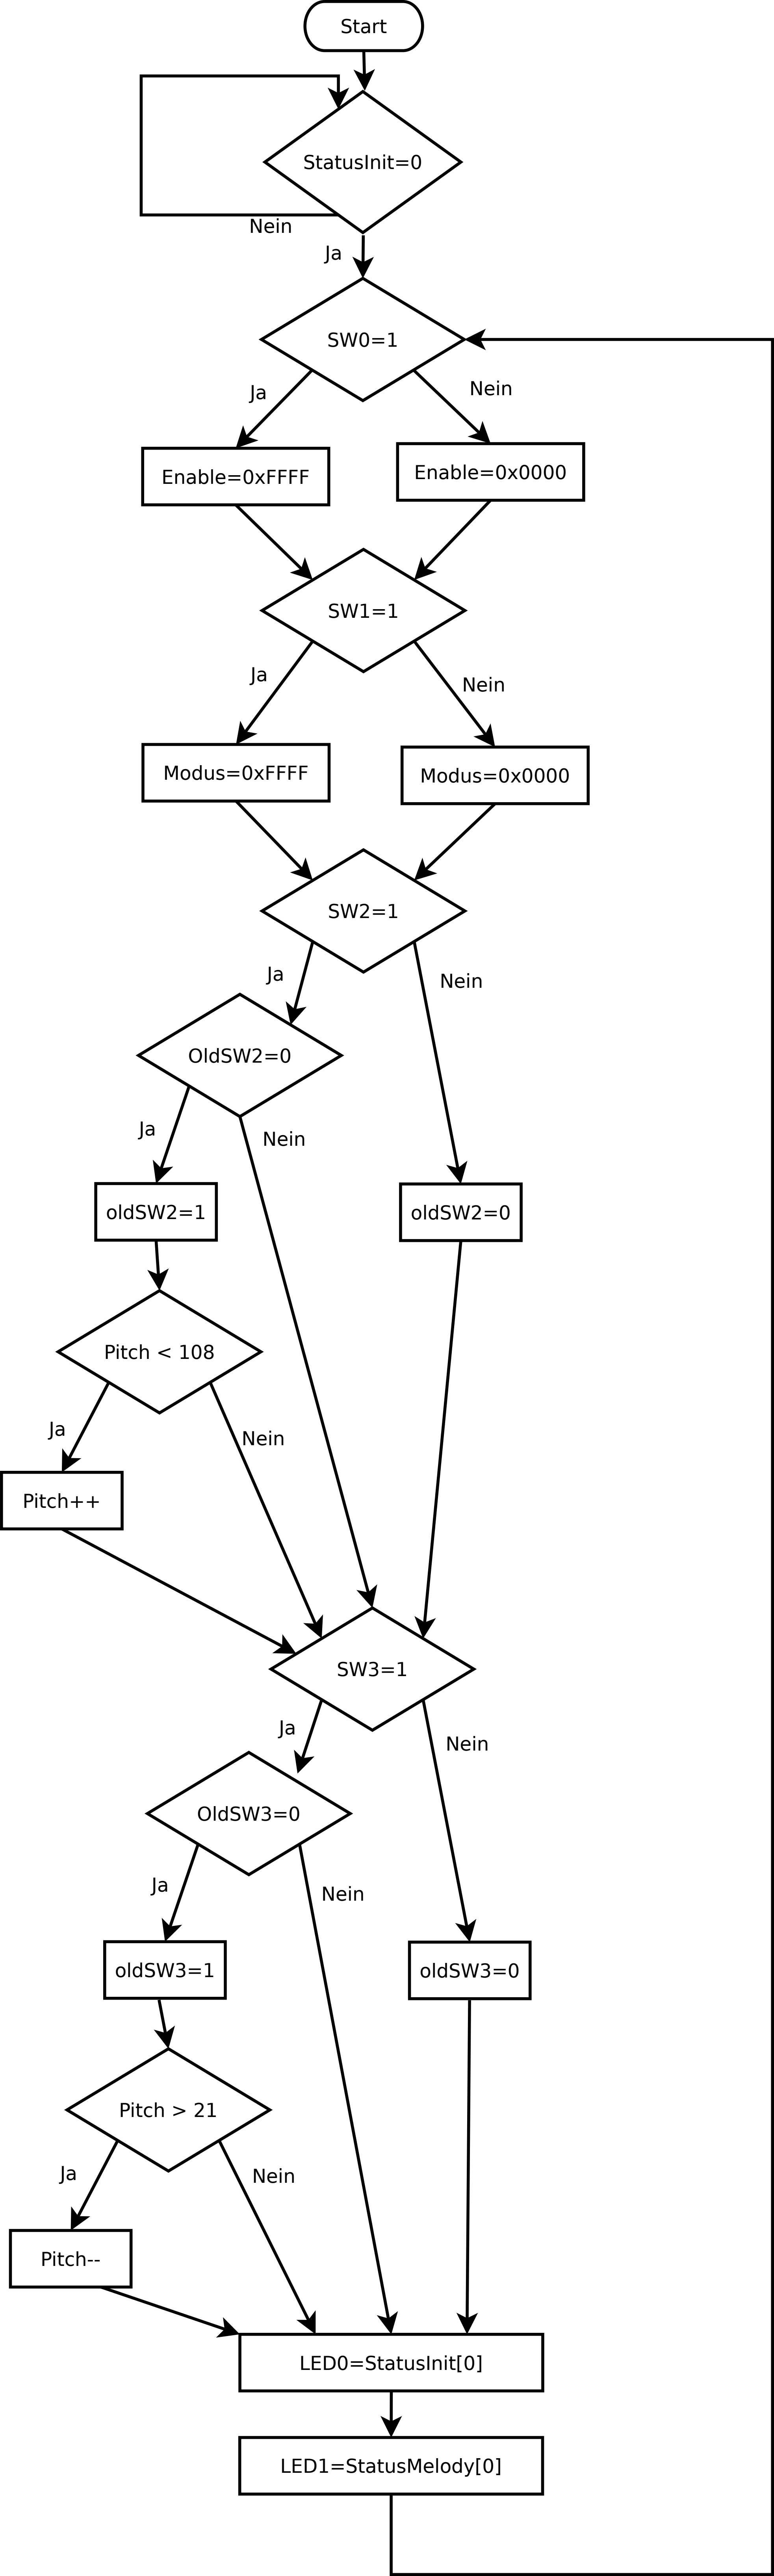 Start
StatusInit=0
Nein
Ja
SW0=1
Ja
Nein
Enable=0xFFFF
Enable=0x0000
SW1=1
Ja
Nein
Modus=0xFFFF
Modus=0x0000
SW2=1
Ja
Nein
OldSW2=0
Ja
Nein
oldSW2=1
oldSW2=0
Pitch < 108
Ja
Nein
Pitch++
SW3=1
Ja
Nein
OldSW3=0
Ja
Nein
oldSW3=1
oldSW3=0
Pitch > 21
Ja
Nein
Pitch--
LED0=StatusInit[0]
LED1=StatusMelody[0]